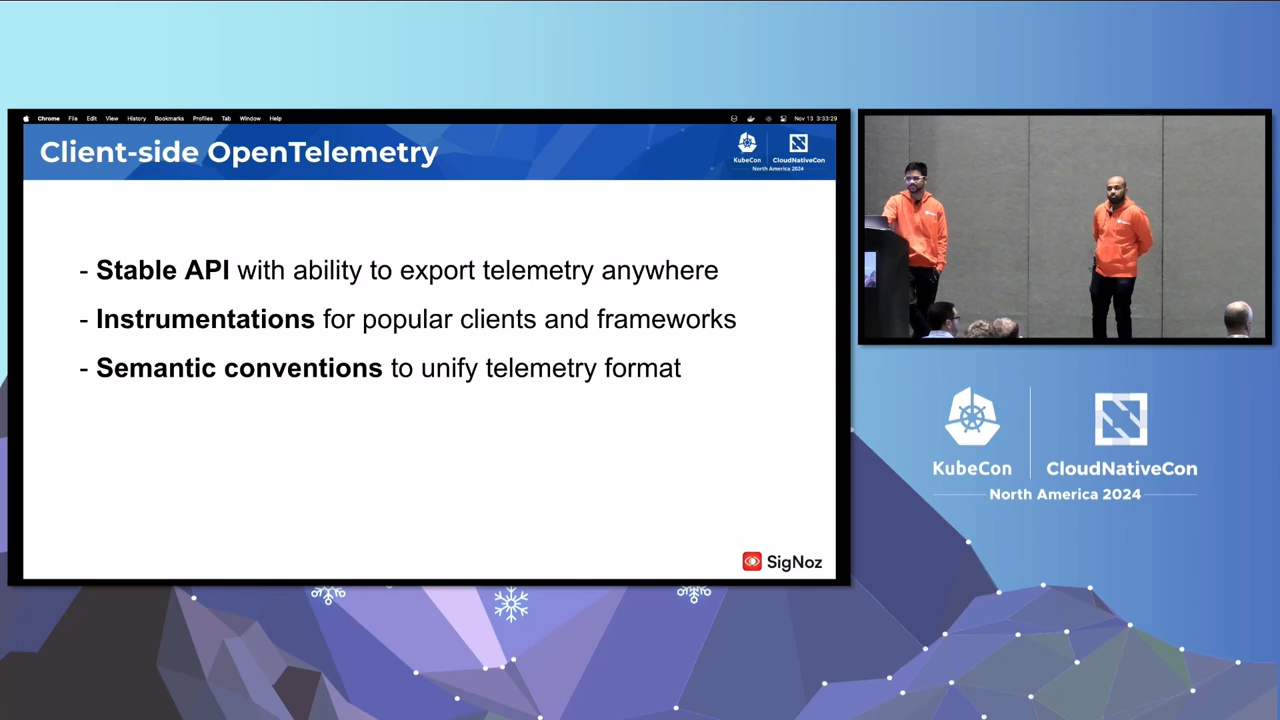 Chrome File Edit View History Bookmarks Profiles Tab Window Help
Nov 13 3:33:29
Client-side OpenTelemetry
KubeCon CloudNativeCon
North America 2024
- Stable API with ability to export telemetry anywhere
- Instrumentations for popular clients and frameworks
- Semantic conventions to unify telemetry format
SigNoz
KubeCon CloudNativeCon
North America 2024